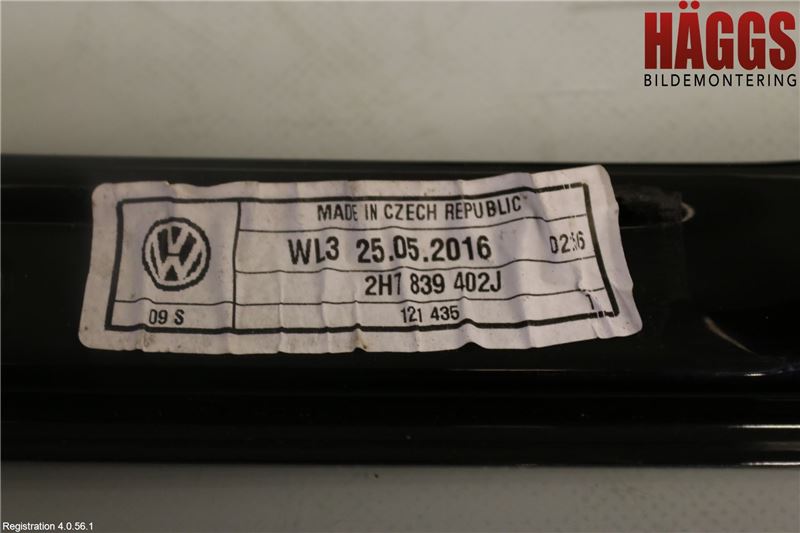 HÄGGS
BILDEMONTERING
MADE IN CZECH REPUBLIC
WL3 25.05.2016
2H7 839 402J
09 S
121 435
1
Registration 4.0.56.1